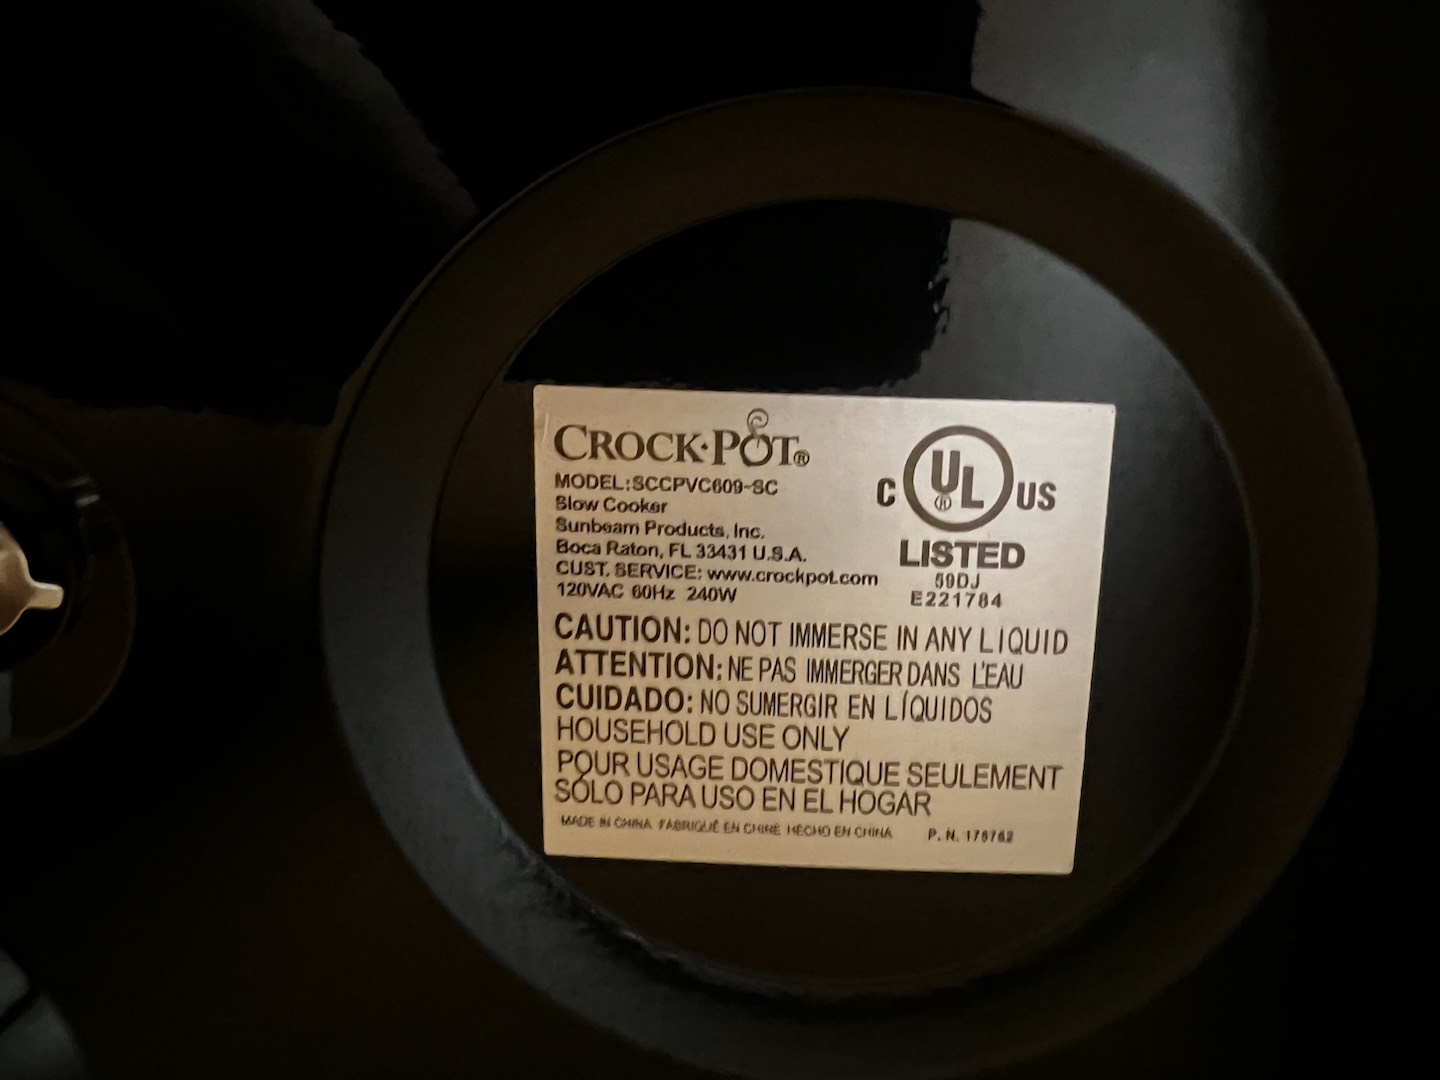 CROCK·POT®
MODEL:SCCPVC609-SC
Slow Cooker
Sunbeam Products, Inc.
Boca Raton, FL 33431 U.S.A.
CUST. SERVICE: www.crockpot.com
120VAC 60Hz 240W
C UL ® US
LISTED
59DJ
E221784
CAUTION: DO NOT IMMERSE IN ANY LIQUID
ATTENTION: NE PAS IMMERGER DANS L'EAU
CUIDADO: NO SUMERGIR EN LÍQUIDOS
HOUSEHOLD USE ONLY
POUR USAGE DOMESTIQUE SEULEMENT
SÓLO PARA USO EN EL HOGAR
MADE IN CHINA FABRIQUÉ EN CHINE HECHO EN CHINA P. N. 176762